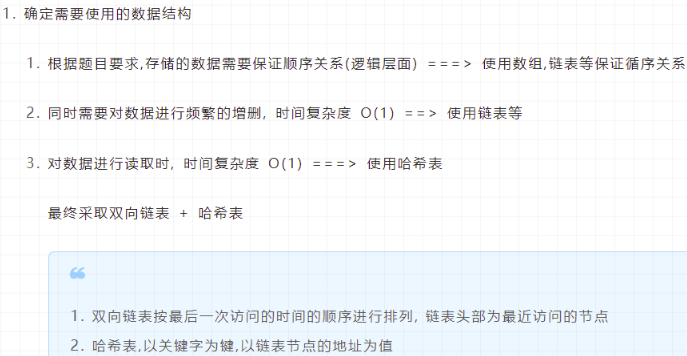 1. 确定需要使用的数据结构
1. 根据题目要求,存储的数据需要保证顺序关系(逻辑层面) ===> 使用数组,链表等保证循序关系
2. 同时需要对数据进行频繁的增删, 时间复杂度 O(1) ==> 使用链表等
3. 对数据进行读取时, 时间复杂度 O(1) ===> 使用哈希表
最终采取双向链表 + 哈希表
❝
1. 双向链表按最后一次访问的时间的顺序进行排列, 链表头部为最近访问的节点
2. 哈希表,以关键字为键,以链表节点的地址为值